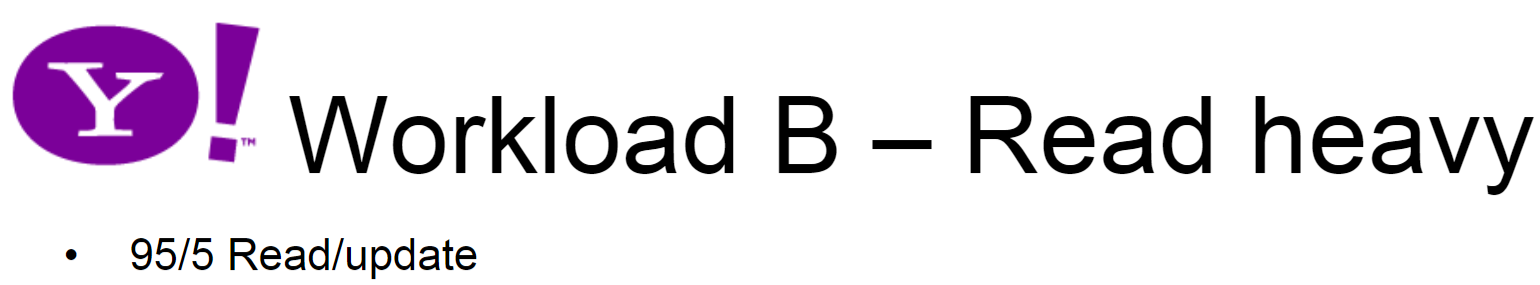 Y!™ Workload B – Read heavy
• 95/5 Read/update